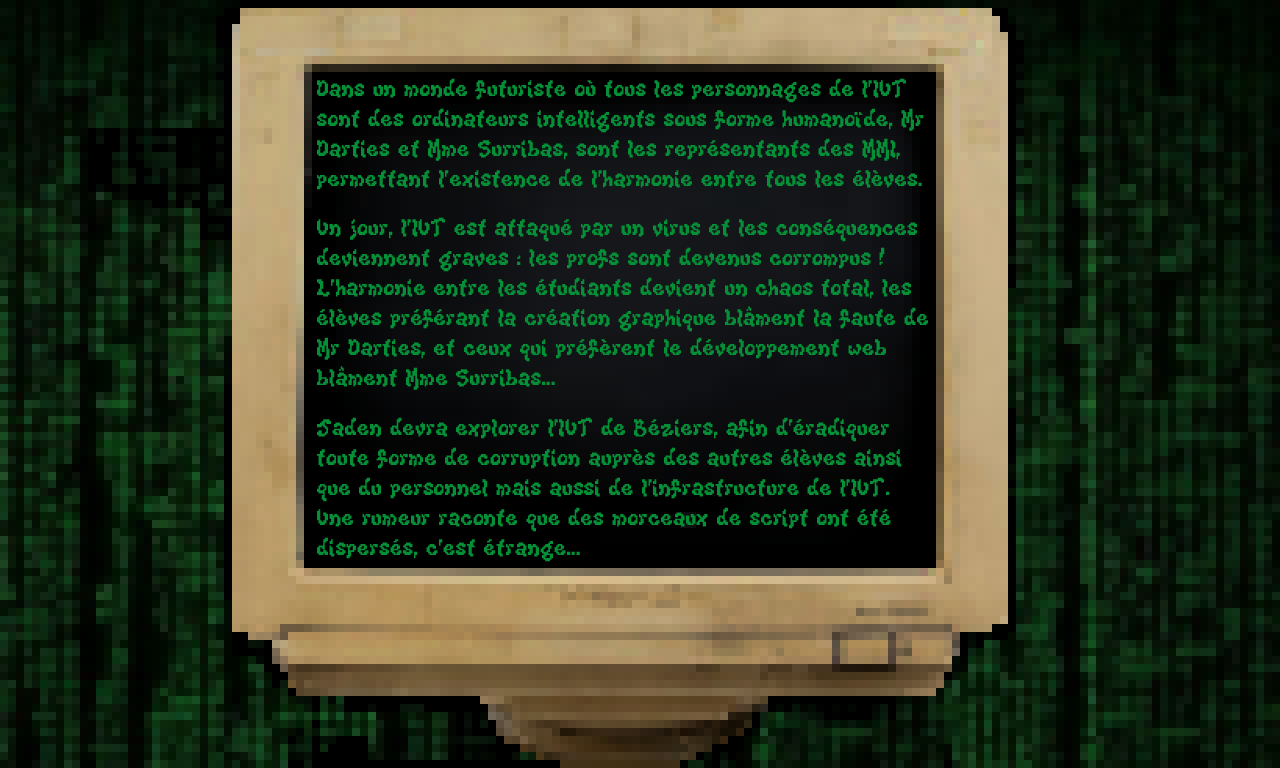 Dans un monde futuriste où tous les personnages de l'IUT
sont des ordinateurs intelligents sous forme humanoïde, Mr
Darties et Mme Surribas, sont les représentants des MMI,
permettant l'existence de l'harmonie entre tous les élèves.
Un jour, l'IUT est attaqué par un virus et les conséquences
deviennent graves : les profs sont devenus corrompus !
L'harmonie entre les étudiants devient un chaos total, les
élèves préférant la création graphique blâment la faute de
Mr Darties, et ceux qui préfèrent le développement web
blâment Mme Surribas...
Jaden devra explorer l'IUT de Béziers, afin d'éradiquer
toute forme de corruption auprès des autres élèves ainsi
que du personnel mais aussi de l'infrastructure de l'IUT.
Une rumeur raconte que des morceaux de script ont été
dispersés, c'est étrange...